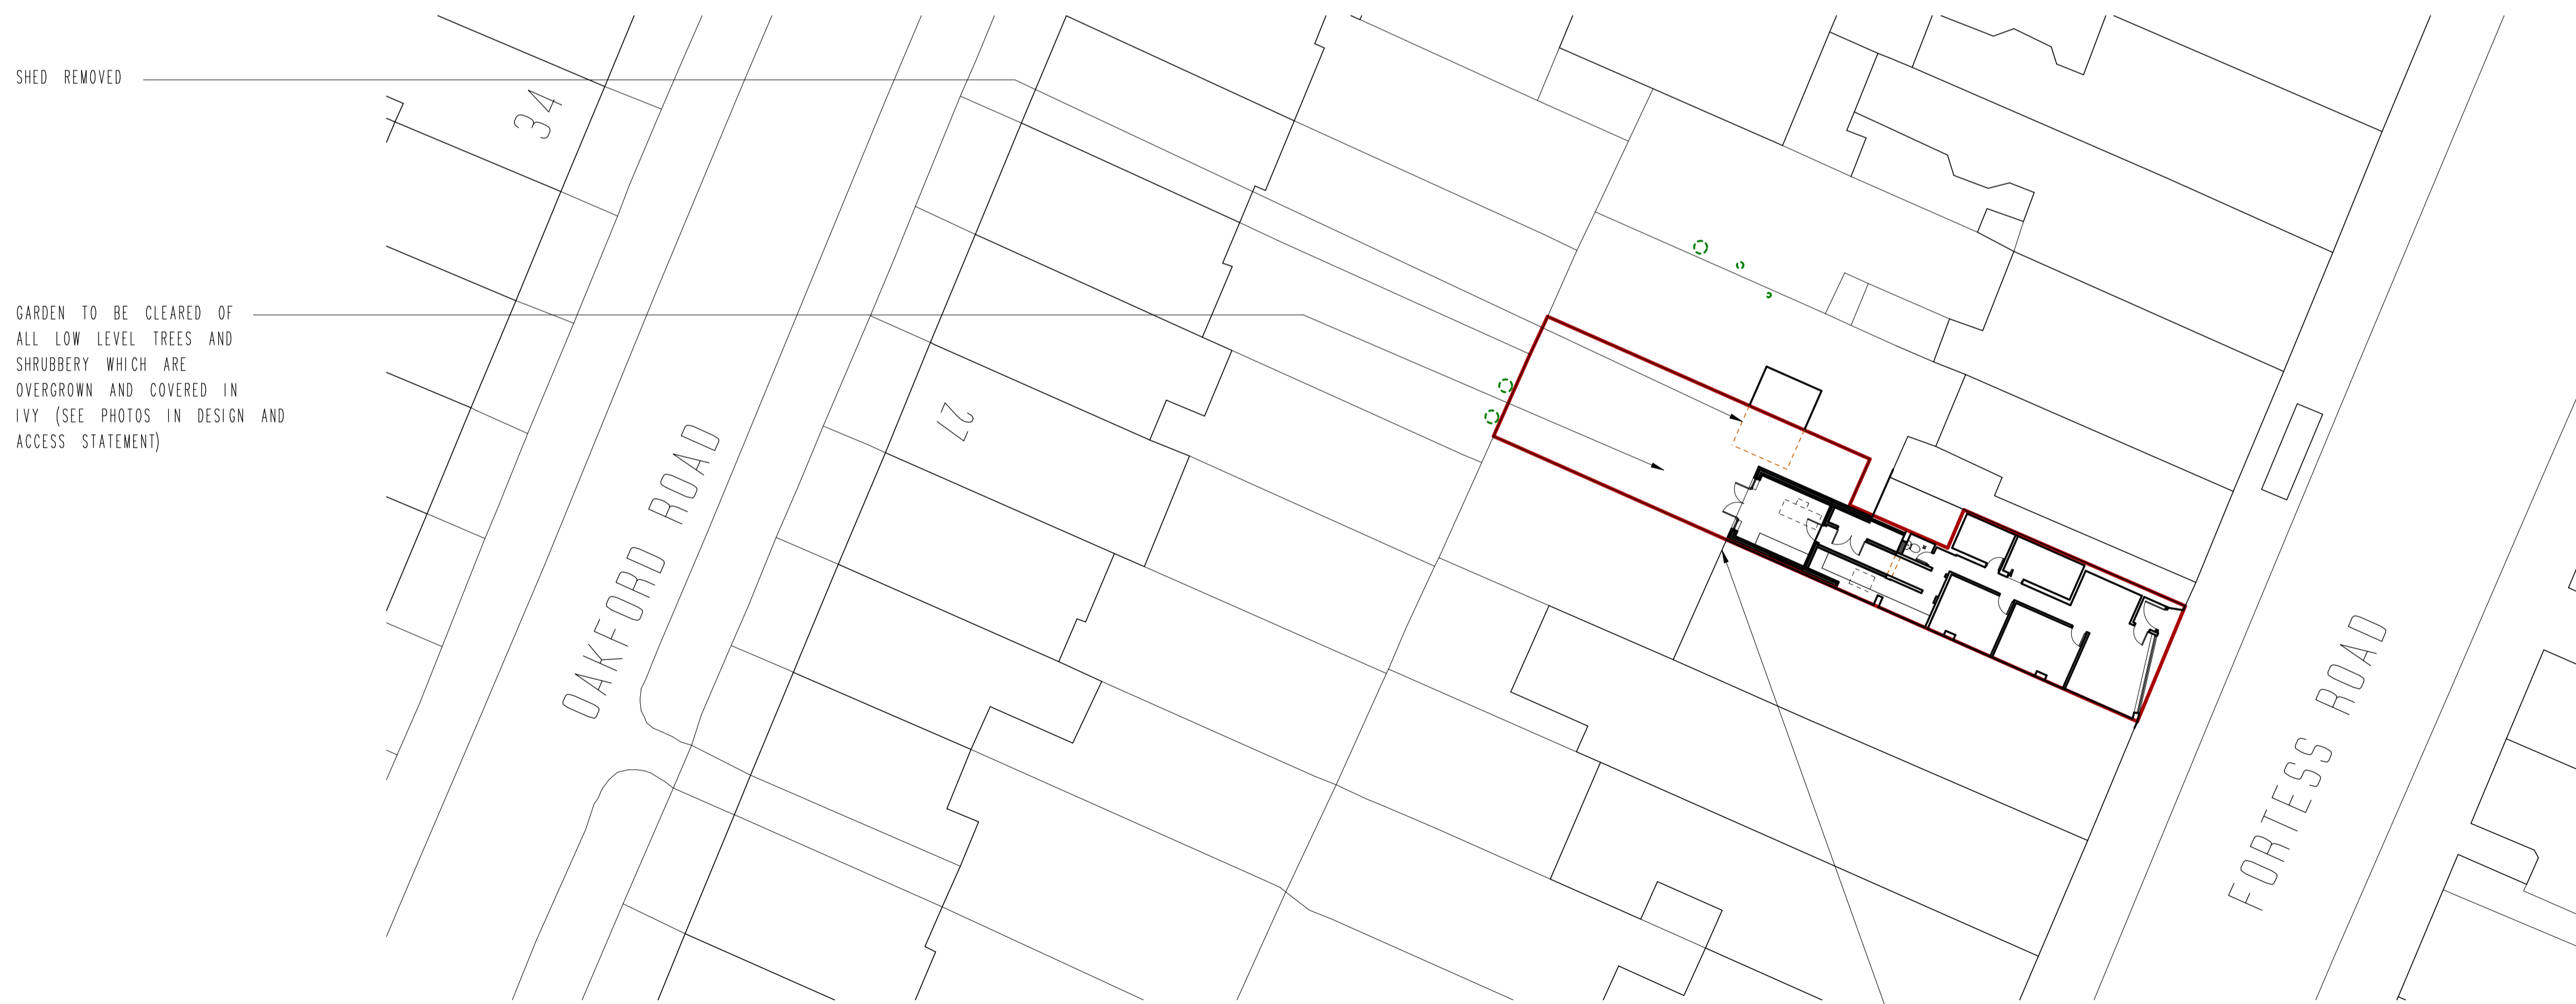 SHED REMOVED
34
GARDEN TO BE CLEARED OF
ALL LOW LEVEL TREES AND
SHRUBBERY WHICH ARE
OVERGROWN AND COVERED IN
IVY (SEE PHOTOS IN DESIGN AND
ACCESS STATEMENT)
27
OAKFORD ROAD
FORTESS ROAD